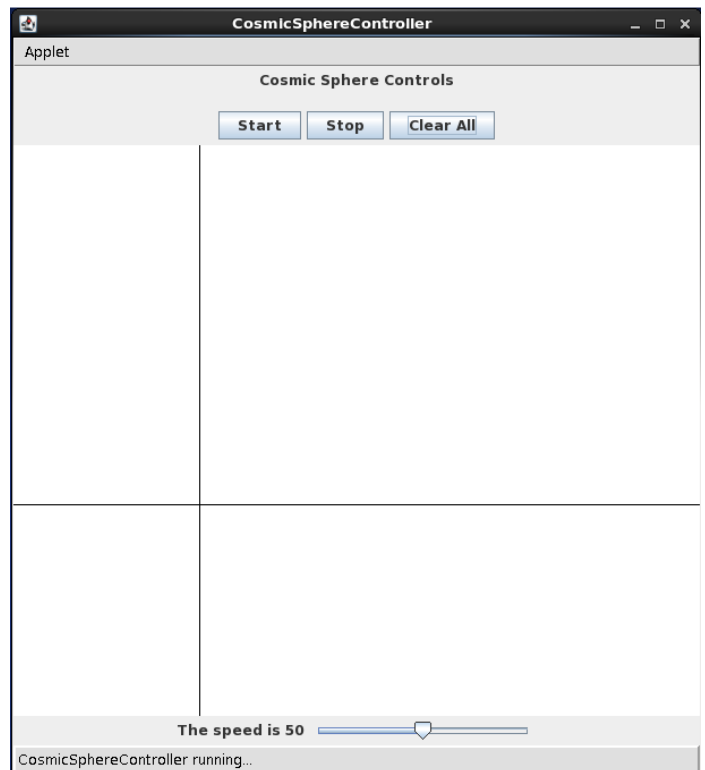 CosmicSphereController
Applet
Cosmic Sphere Controls
Start Stop Clear All
The speed is 50
CosmicSphereController running...